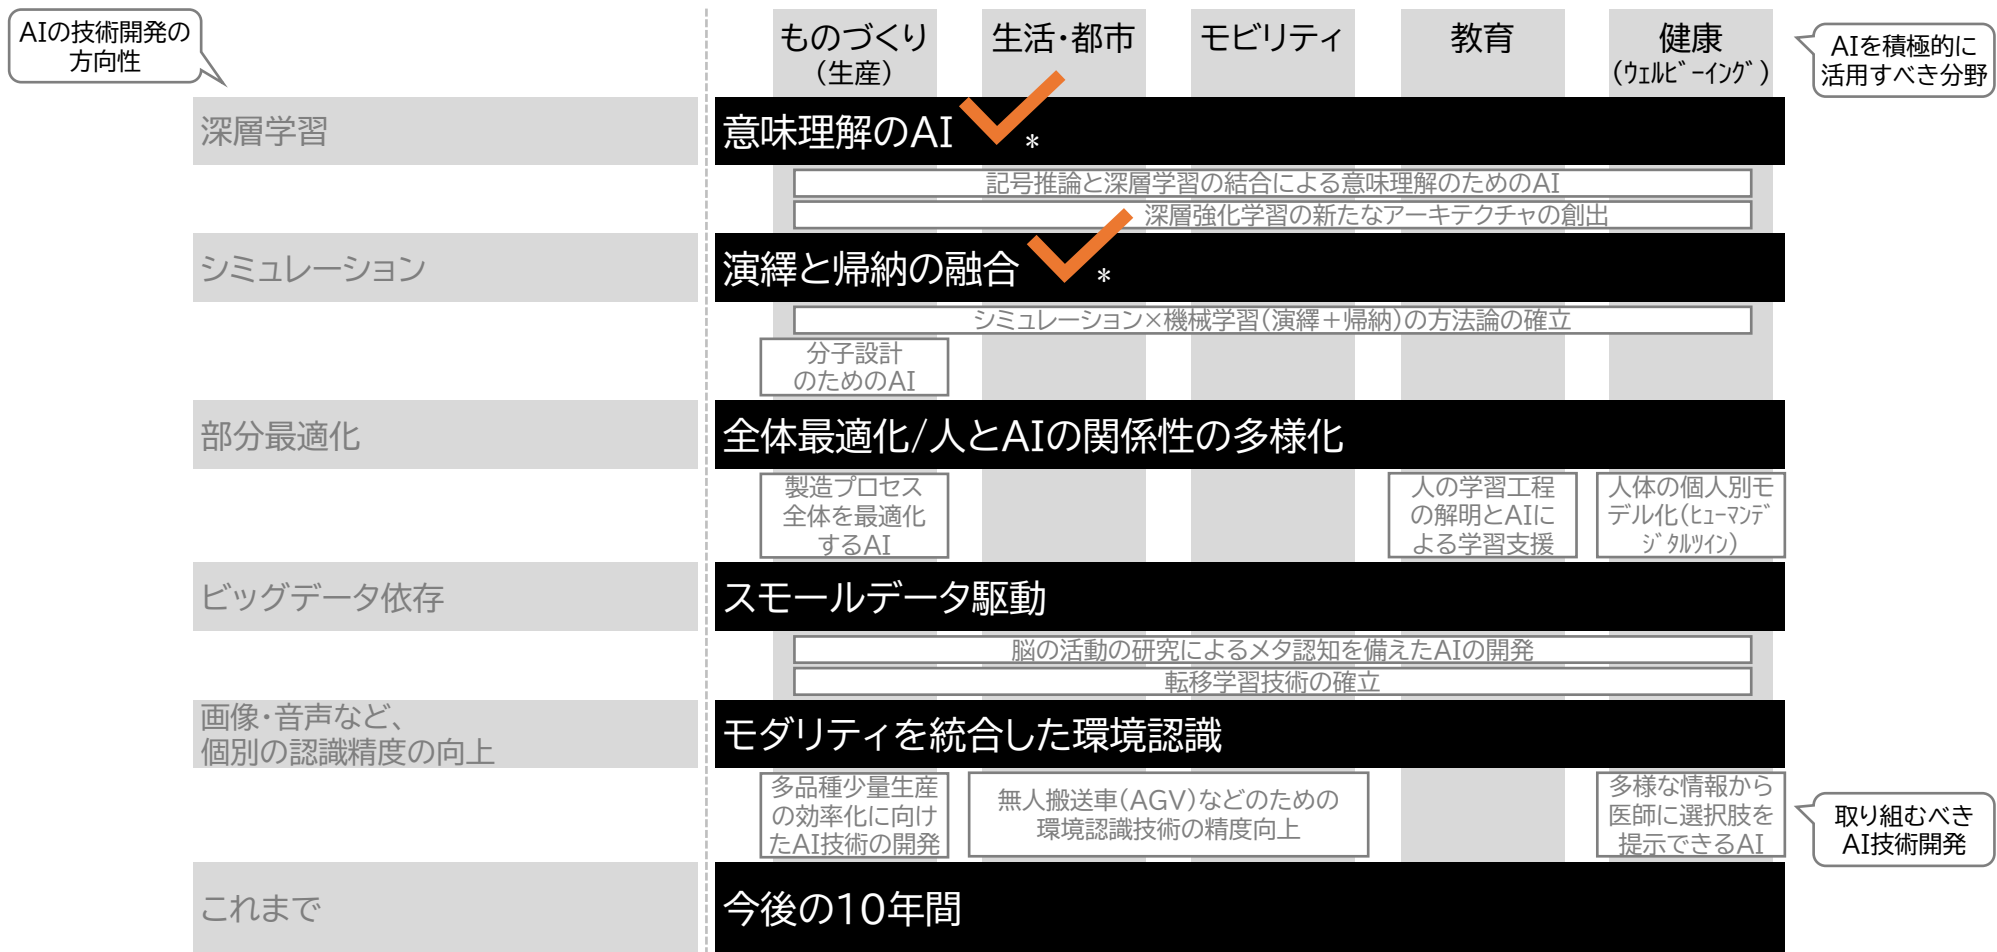 AIの技術開発の
方向性
ものづくり
(生産)
生活・都市
モビリティ
教育
健康
(ｳｪﾙﾋﾞｰｲﾝｸﾞ)
AIを積極的に
活用すべき分野
深層学習
意味理解のAI
*
記号推論と深層学習の結合による意味理解のためのAI
深層強化学習の新たなアーキテクチャの創出
シミュレーション
演繹と帰納の融合
*
シミュレーション×機械学習(演繹+帰納)の方法論の確立
分子設計
のためのAI
部分最適化
全体最適化/人とAIの関係性の多様化
製造プロセス
全体を最適化
するAI
人の学習工程
の解明とAIに
よる学習支援
人体の個人別モ
デル化(ﾋｭｰﾏﾝﾃﾞ
ｼﾞﾀﾙﾂｲﾝ)
ビッグデータ依存
スモールデータ駆動
脳の活動の研究によるメタ認知を備えたAIの開発
転移学習技術の確立
画像・音声など、
個別の認識精度の向上
モダリティを統合した環境認識
多品種少量生産
の効率化に向け
たAI技術の開発
無人搬送車(AGV)などのための
環境認識技術の精度向上
多様な情報から
医師に選択肢を
提示できるAI
取り組むべき
AI技術開発
これまで
今後の10年間